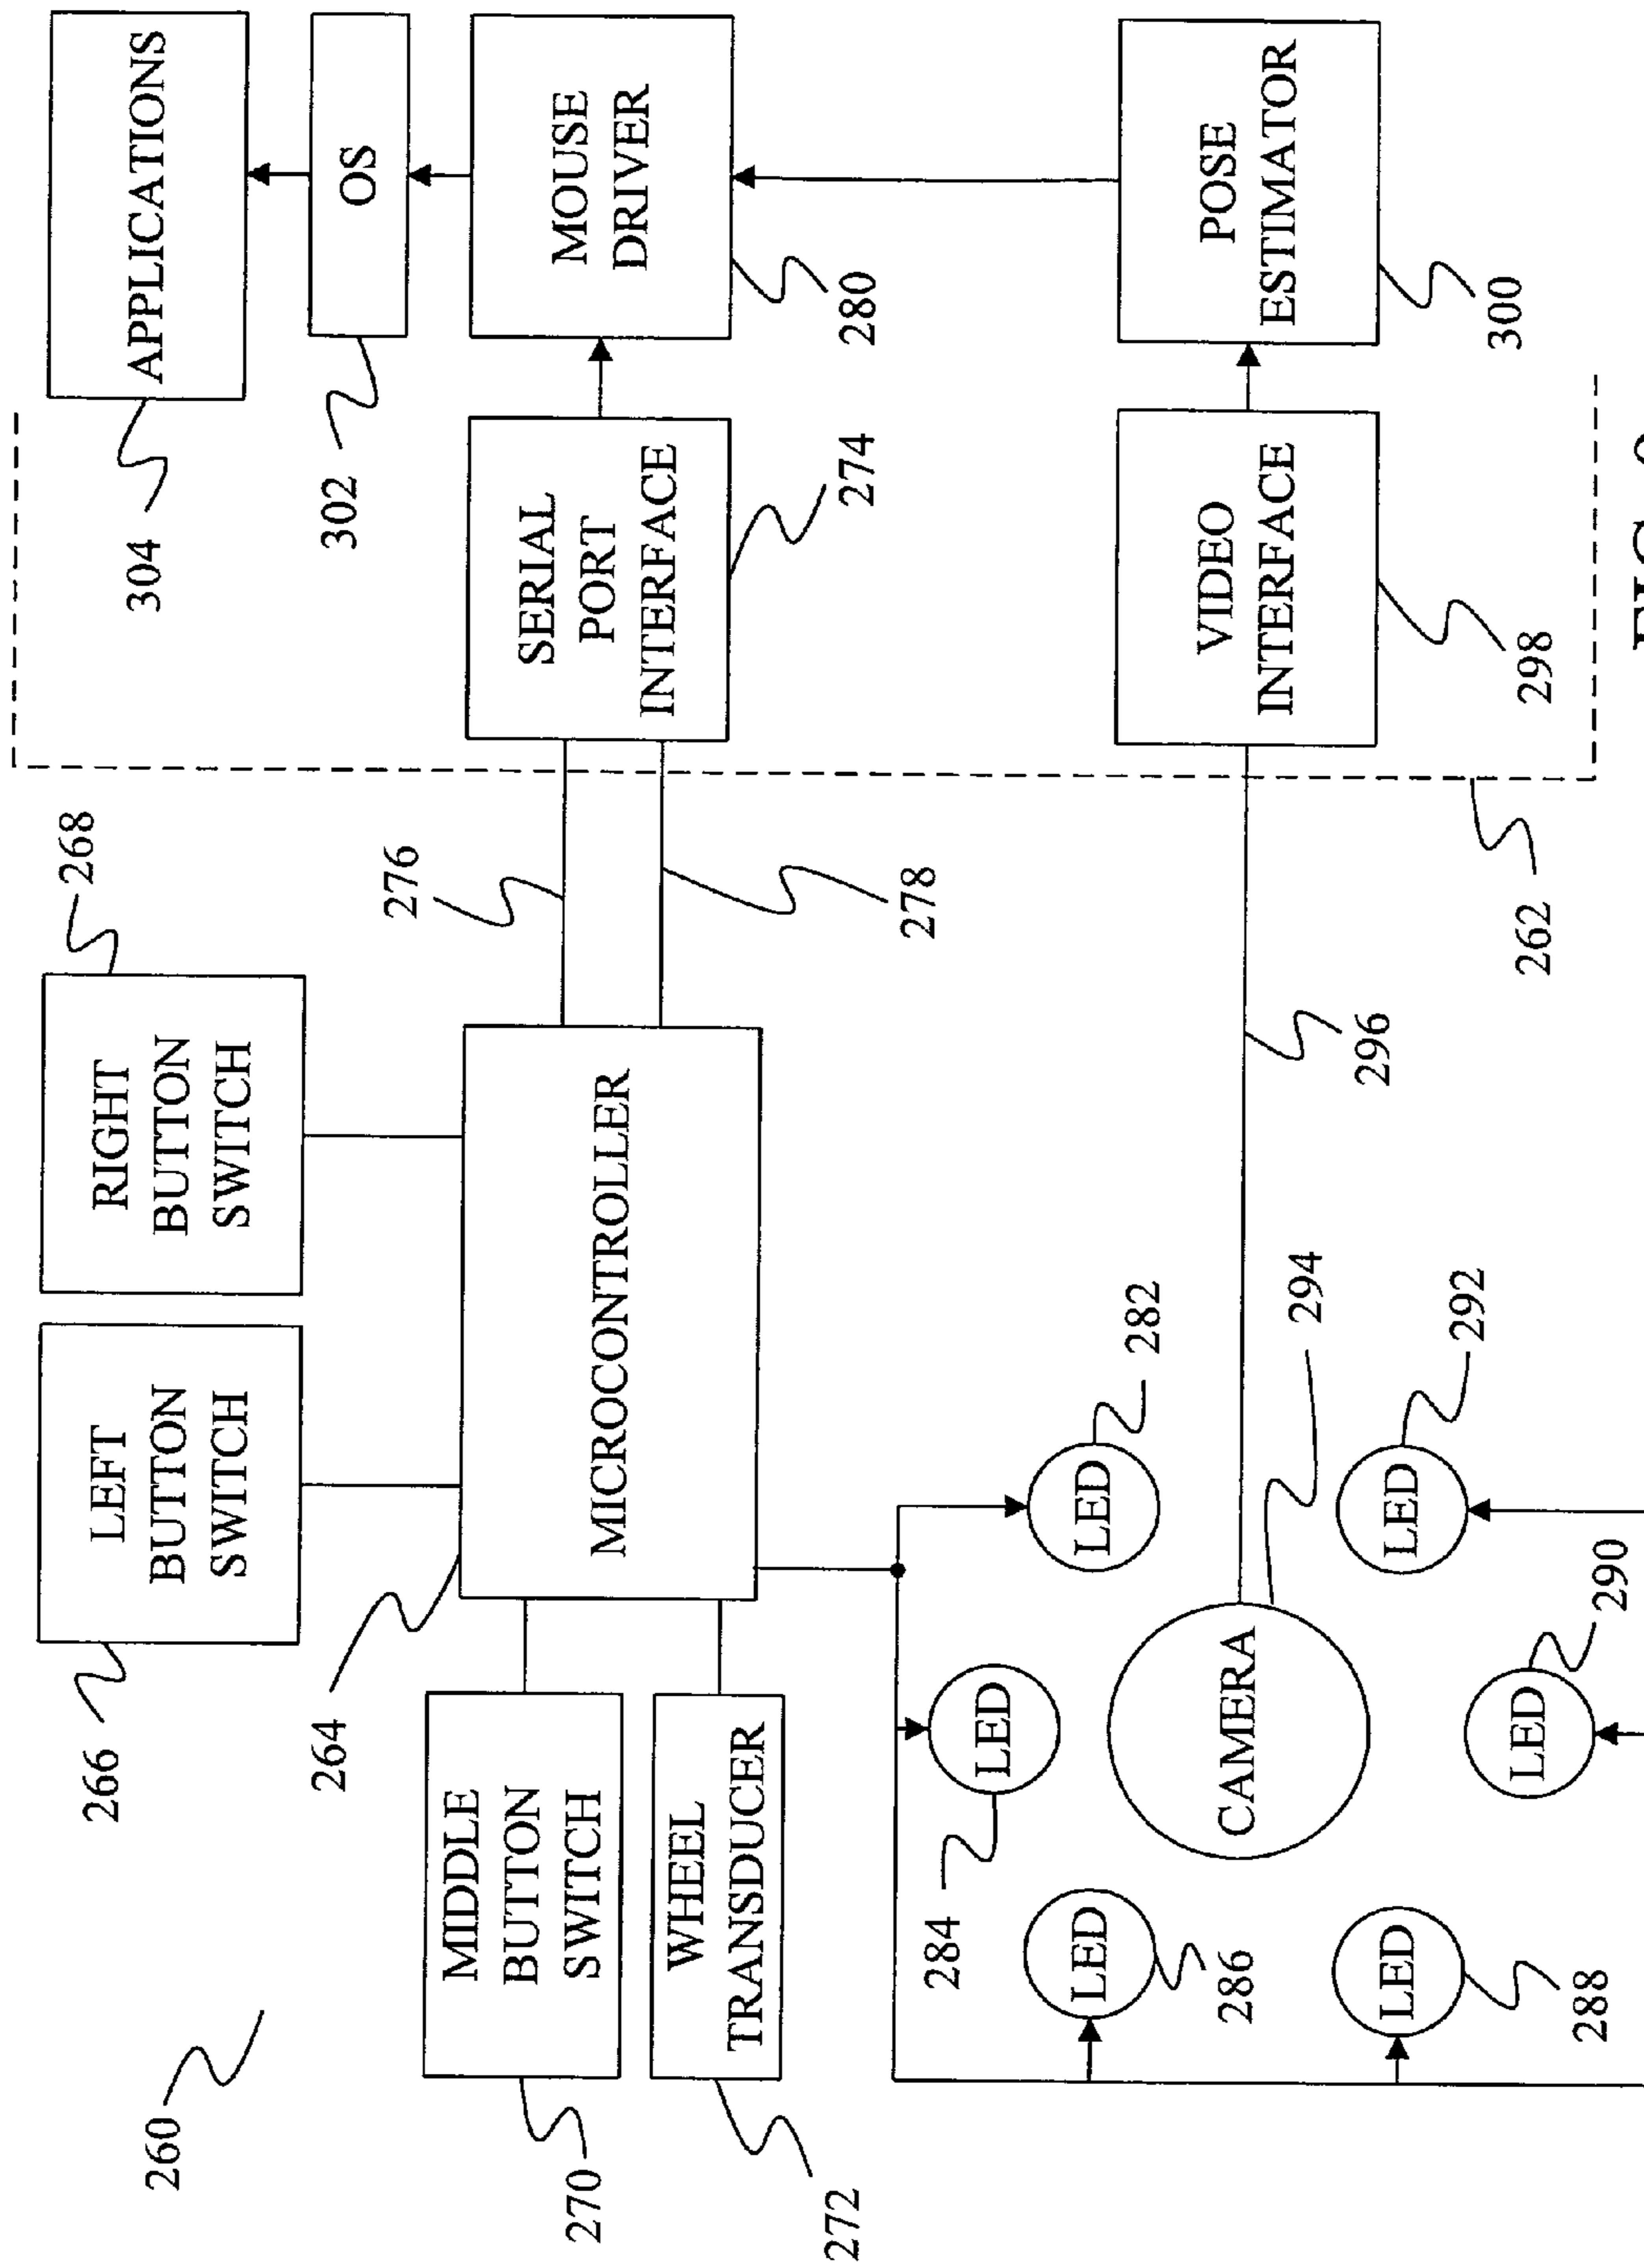 260
266
LEFT
BUTTON
SWITCH
RIGHT
BUTTON
SWITCH
268
304
APPLICATIONS
302
OS
264
276
270
MIDDLE
BUTTON
SWITCH
MICROCONTROLLER
SERIAL
PORT
INTERFACE
MOUSE
DRIVER
272
WHEEL
TRANSDUCER
278
274
280
284
LED
282
LED
286
LED
CAMERA
296
VIDEO
INTERFACE
POSE
ESTIMATOR
294
288
LED
LED
292
LED
290
262
298
300